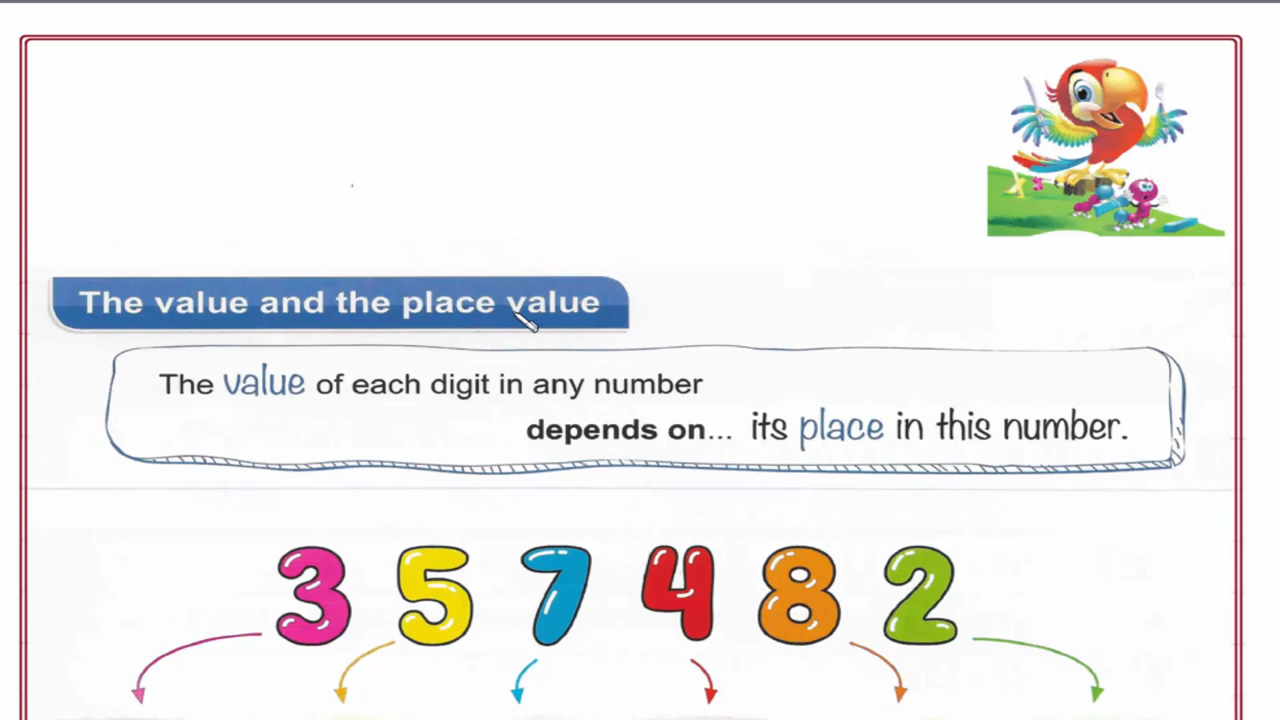 The value and the place value
The value of each digit in any number
depends on... its place in this number.
3 5 7 4 8 2